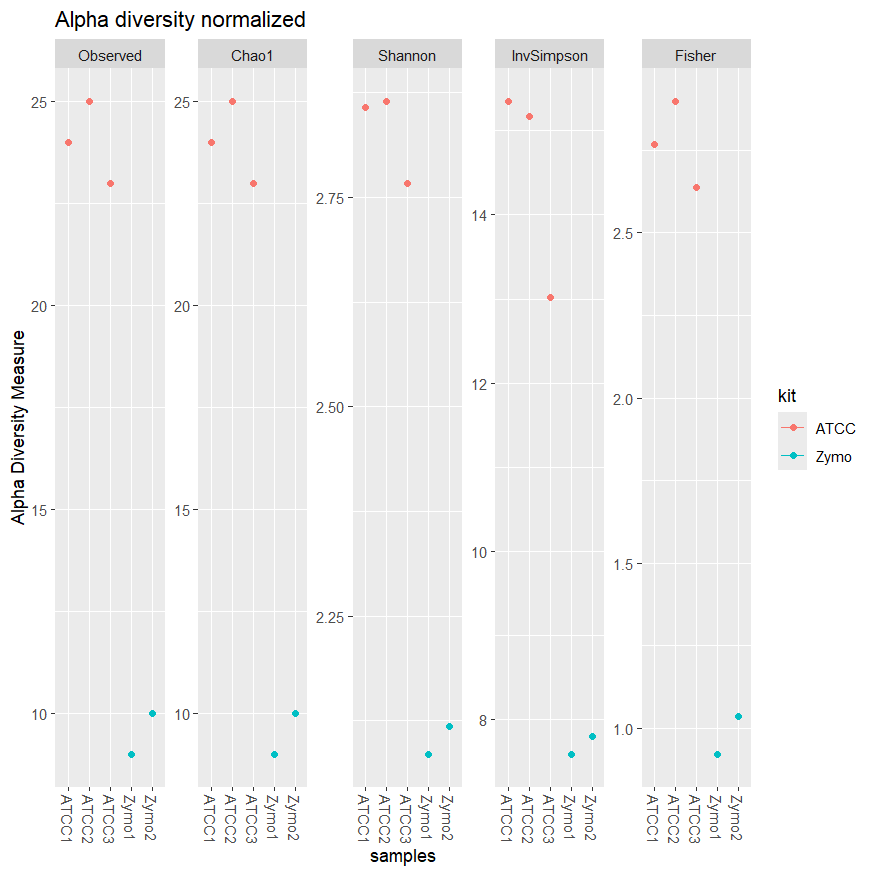 Alpha diversity normalized
Observed
Chao1
Shannon
InvSimpson
Fisher
Alpha Diversity Measure
25
20
15
10
25
20
15
10
2.75
2.50
2.25
14
12
10
8
2.5
2.0
1.5
1.0
ATCC1
ATCC2
ATCC3
Zymo1
Zymo2
ATCC1
ATCC2
ATCC3
Zymo1
Zymo2
ATCC1
ATCC2
ATCC3
Zymo1
Zymo2
ATCC1
ATCC2
ATCC3
Zymo1
Zymo2
ATCC1
ATCC2
ATCC3
Zymo1
Zymo2
samples
kit
ATCC
Zymo